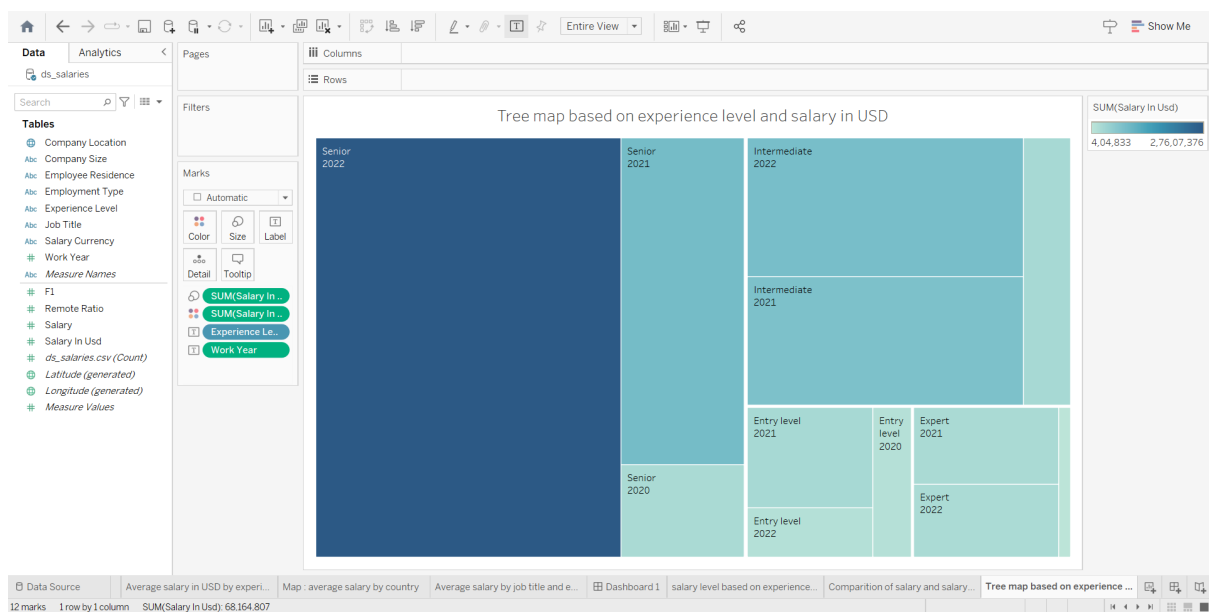 Entire View
Show Me
Data
Analytics
ds_salaries
Search
Tables
Company Location
Abc Company Size
Abc Employee Residence
Abc Employment Type
Abc Experience Level
Abc Job Title
Abc Salary Currency
# Work Year
Abc Measure Names
# F1
# Remote Ratio
# Salary
# Salary In Usd
# ds_salaries.csv (Count)
Latitude (generated)
Longitude (generated)
# Measure Values
Pages
Filters
Marks
Automatic
Color Size Label
Detail Tooltip
SUM(Salary In ..
SUM(Salary In ..
Experience Le..
Work Year
Columns
Rows
Tree map based on experience level and salary in USD
Senior
2022
Senior
2021
Senior
2020
Intermediate
2022
Intermediate
2021
Entry level
2021
Entry level
2022
Entry
level
2020
Expert
2021
Expert
2022
SUM(Salary In Usd)
4,04,833 2,76,07,376
Data Source
Average salary in USD by experi...
Map : average salary by country
Average salary by job title and e...
Dashboard 1
salary level based on experience...
Comparition of salary and salary...
Tree map based on experience ...
12 marks 1 row by 1 column SUM(Salary In Usd): 68,164,807